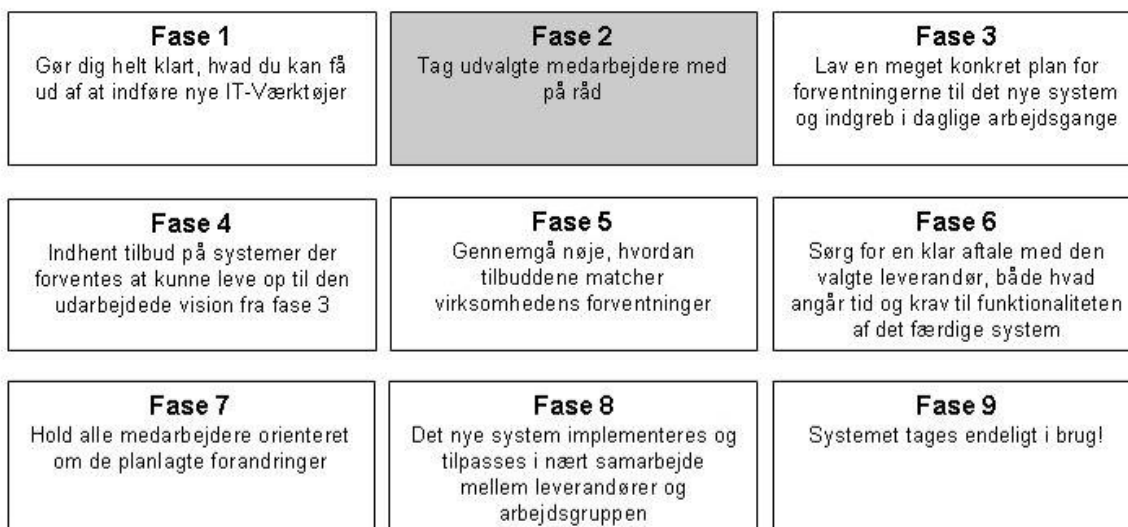 Fase 1
Gør dig helt klart, hvad du kan få
ud af at indføre nye IT-Værktøjer
Fase 2
Tag udvalgte medarbejdere med
på råd
Fase 3
Lav en meget konkret plan for
forventningerne til det nye system
og indgreb i daglige arbejdsgange
Fase 4
Indhent tilbud på systemer der
forventes at kunne leve op til den
udarbejdede vision fra fase 3
Fase 5
Gennemgå nøje, hvordan
tilbuddene matcher
virksomhedens forventninger
Fase 6
Sørg for en klar aftale med den
valgte leverandør, både hvad
angår tid og krav til funktionaliteten
af det færdige system
Fase 7
Hold alle medarbejdere orienteret
om de planlagte forandringer
Fase 8
Det nye system implementeres og
tilpasses i nært samarbejde
mellem leverandører og
arbejdsgruppen
Fase 9
Systemet tages endeligt i brug!